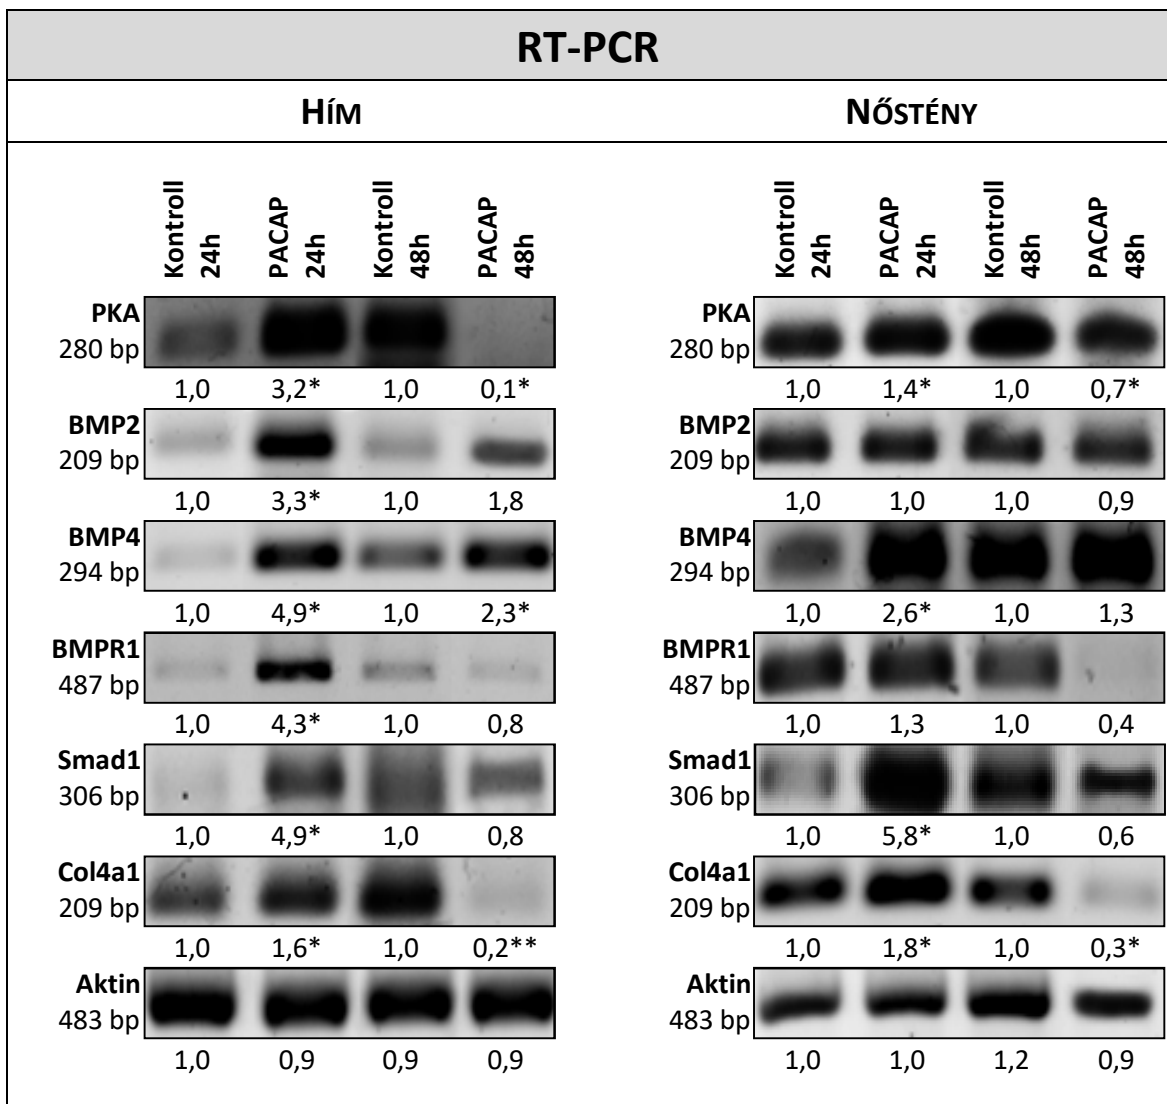 RT-PCR
HÍM
NŐSTÉNY
Kontroll 24h
PACAP 24h
Kontroll 48h
PACAP 48h
PKA
280 bp
1,0 3,2* 1,0 0,1*
BMP2
209 bp
1,0 3,3* 1,0 1,8
BMP4
294 bp
1,0 4,9* 1,0 2,3*
BMPR1
487 bp
1,0 4,3* 1,0 0,8
Smad1
306 bp
1,0 4,9* 1,0 0,8
Col4a1
209 bp
1,0 1,6* 1,0 0,2**
Aktin
483 bp
1,0 0,9 0,9 0,9
Kontroll 24h
PACAP 24h
Kontroll 48h
PACAP 48h
PKA
280 bp
1,0 1,4* 1,0 0,7*
BMP2
209 bp
1,0 1,0 1,0 0,9
BMP4
294 bp
1,0 2,6* 1,0 1,3
BMPR1
487 bp
1,0 1,3 1,0 0,4
Smad1
306 bp
1,0 5,8* 1,0 0,6
Col4a1
209 bp
1,0 1,8* 1,0 0,3*
Aktin
483 bp
1,0 1,0 1,2 0,9